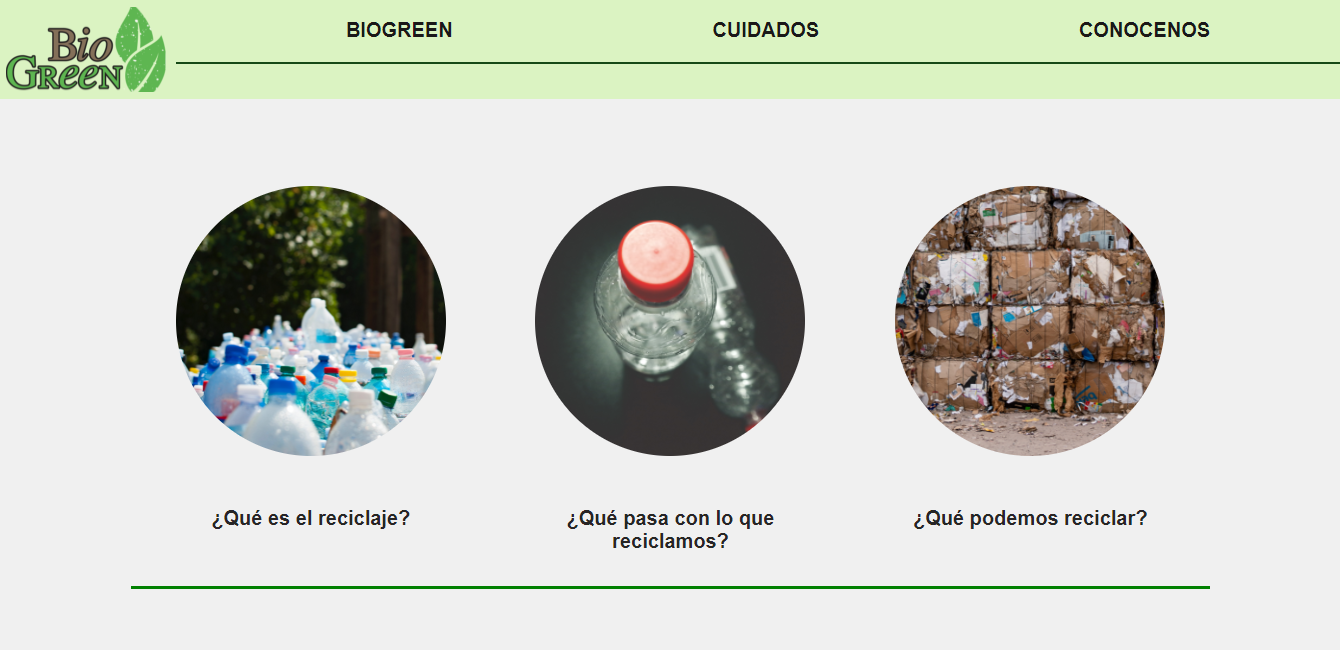 Bio
GREEN
BIOGREEN
CUIDADOS
CONOCENOS
¿Qué es el reciclaje?
¿Qué pasa con lo que
reciclamos?
¿Qué podemos reciclar?